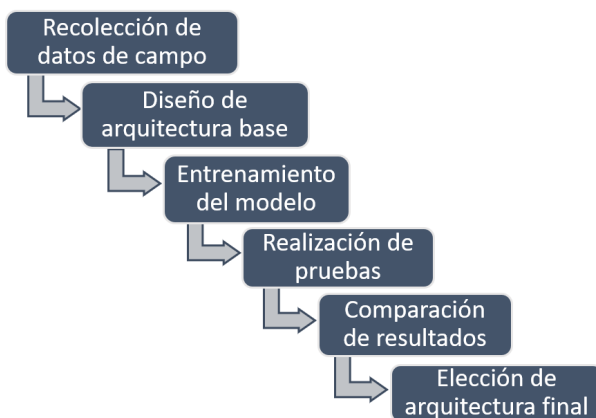 Recolección de
datos de campo
Diseño de
arquitectura base
Entrenamiento
del modelo
Realización de
pruebas
Comparación
de resultados
Elección de
arquitectura final